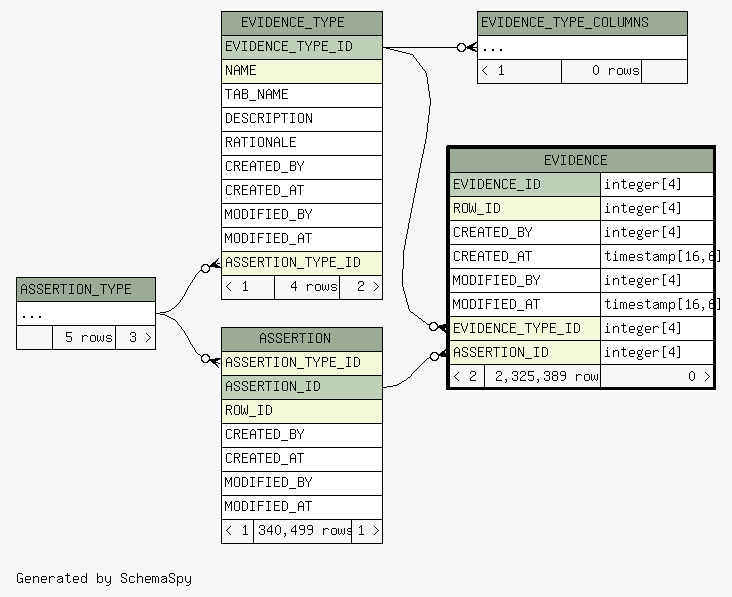 EVIDENCE_TYPE
EVIDENCE_TYPE_ID
NAME
TAB_NAME
DESCRIPTION
RATIONALE
CREATED_BY
CREATED_AT
MODIFIED_BY
MODIFIED_AT
ASSERTION_TYPE_ID
< 1 4 rows 2 >
EVIDENCE_TYPE_COLUMNS
...
< 1 0 rows
EVIDENCE
EVIDENCE_ID integer[4]
ROW_ID integer[4]
CREATED_BY integer[4]
CREATED_AT timestamp[16,6]
MODIFIED_BY integer[4]
MODIFIED_AT timestamp[16,6]
EVIDENCE_TYPE_ID integer[4]
ASSERTION_ID integer[4]
< 2 2,325,389 row 0 >
ASSERTION_TYPE
...
5 rows 3 >
ASSERTION
ASSERTION_TYPE_ID
ASSERTION_ID
ROW_ID
CREATED_BY
CREATED_AT
MODIFIED_BY
MODIFIED_AT
< 1 340,499 rows 1 >
Generated by SchemaSpy